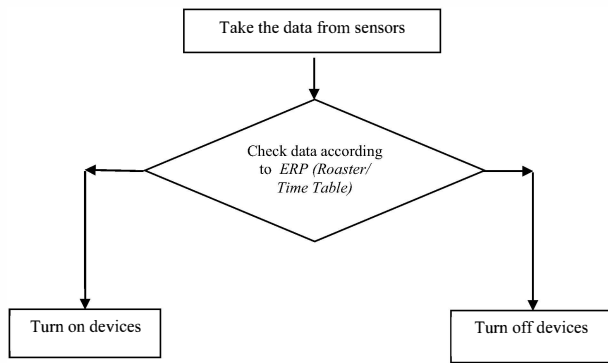 Take the data from sensors
Check data according
to ERP (Roaster/
Time Table)
Turn on devices
Turn off devices